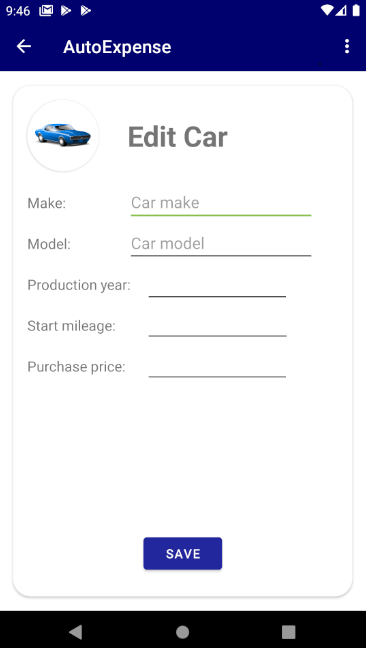 9:46
AutoExpense
Edit Car
Make: Car make
Model: Car model
Production year:
Start mileage:
Purchase price:
SAVE